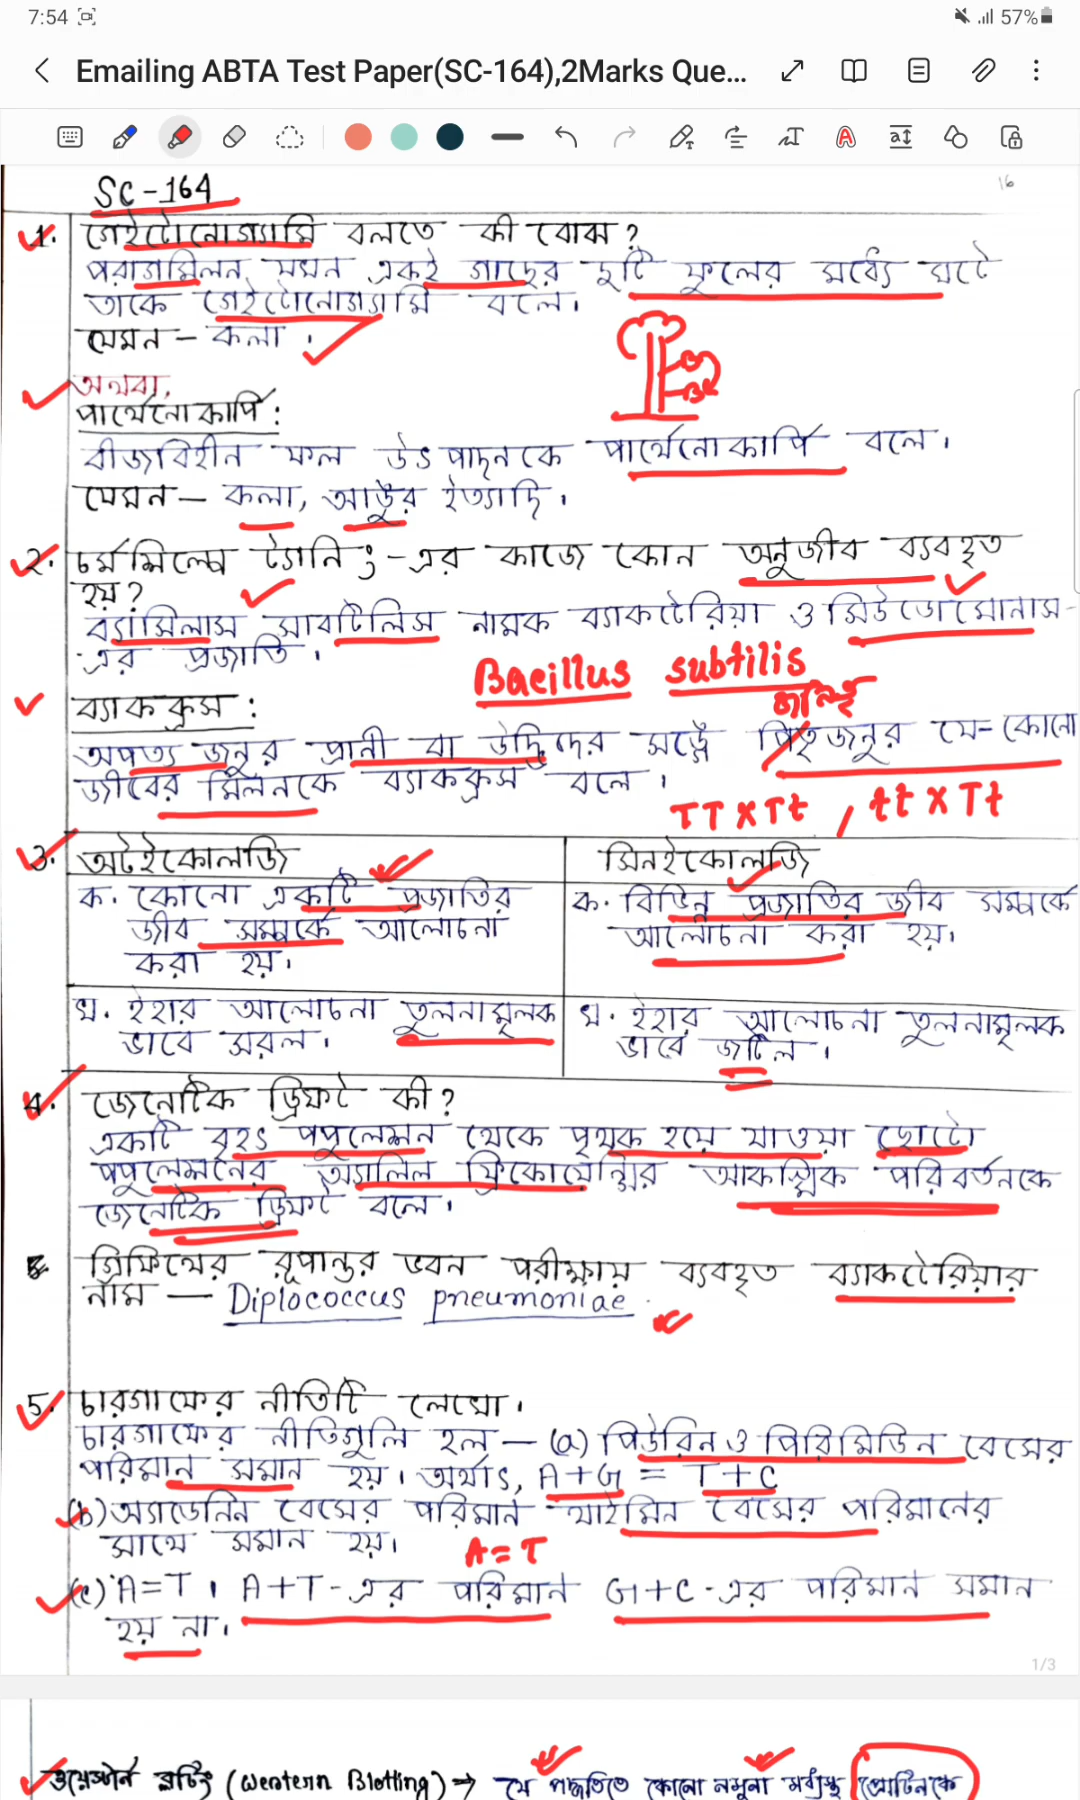 7:54
57%
Emailing ABTA Test Paper(SC-164),2Marks Que...
SC-164
16
1. গেইটোনোগ্যামি বলতে কী বোঝ?
পরাগমিলন যখন একই গাছের দুটি ফুলের মধ্যে ঘটে
তাকে গেইটোনোগ্যামি বলে।
যেমন – কলা।
অথবা,
পার্থেনোকার্পি :
বীজবিহীন ফল উৎপাদনকে পার্থেনোকার্পি বলে।
যেমন – কলা, আঙুর ইত্যাদি।
২. চর্ম শিল্পে ট্যানিং-এর কাজে কোন অনুজীব ব্যবহৃত
হয়?
ব্যাসিলাস সাবটিলিস নামক ব্যাকটেরিয়া ও সিউডোমোনাস-
এর প্রজাতি।
Bacillus subtilis
ব্যাকক্রস :
অপত্য জনুর প্রানী বা উদ্ভিদের সঙ্গে পিতৃজনুর যে-কোনো
জীবের মিলনকে ব্যাকক্রস বলে।
TT X Tt / tt X Tt
৩. অটইকোলজি
সিনইকোলজি
ক. কোনো একটি প্রজাতির
জীব সম্পর্কে আলোচনা
করা হয়।
ক. বিভিন্ন প্রজাতির জীব সম্পর্কে
আলোচনা করা হয়।
খ. ইহার আলোচনা তুলনামূলক
ভাবে সরল।
খ. ইহার আলোচনা তুলনামূলক
ভাবে জটিল।
4. জেনেটিক ড্রিফট কী?
একটি বৃহৎ পপুলেশন থেকে পৃথক হয়ে যাওয়া ছোটো
পপুলেশনের অ্যালিল ফ্রিকোয়েন্সির আকস্মিক পরিবর্তনকে
জেনেটিক ড্রিফট বলে।
গ্রিফিথের রূপান্তর ভবন পরীক্ষায় ব্যবহৃত ব্যাকটেরিয়ার
নাম — Diplococcus pneumoniae.
5. চারগাফের নীতিটি লেখো।
চারগাফের নীতিগুলি হল – (a) পিউরিন ও পিরিমিডিন বেসের
পরিমান সমান হয়। অর্থাৎ, A+G = T+C
(b) অ্যাডেনিন বেসের পরিমান থাইমিন বেসের পরিমানের
সাথে সমান হয়।
A = T
(c) A=T। A+T-এর পরিমান G+C-এর পরিমান সমান
হয় না।
1/3
ওয়েস্টার্ন ব্লটিং (Western Blotting) → যে পদ্ধতিতে কোনো নমুনা মধ্যস্থ প্রোটিনকে